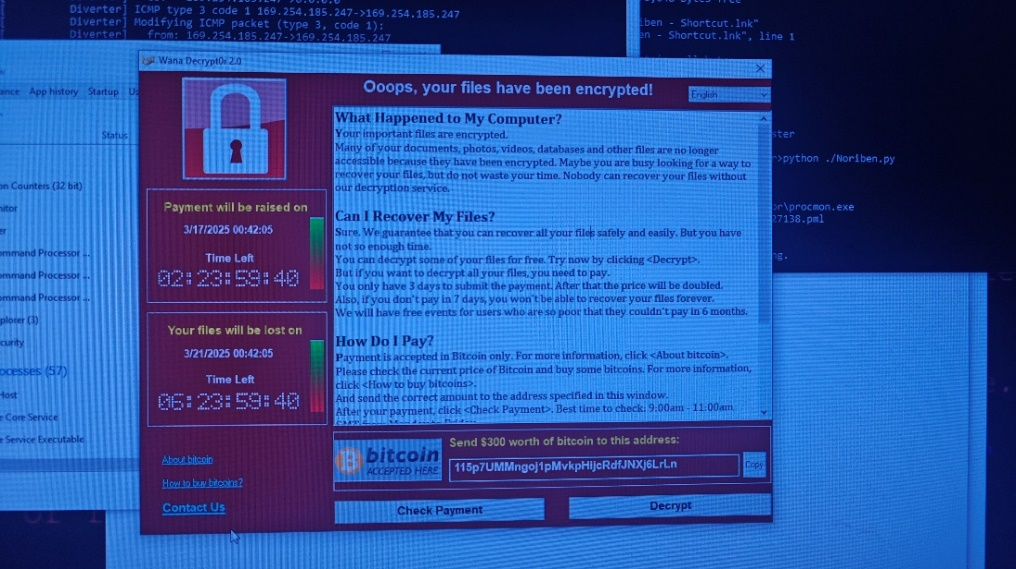 Diverter] ICMP type 3 code 1 169.254.185.247->169.254.185.247
Diverter] Modifying ICMP packet (type 3, code 1):
Diverter] from: 169.254.185.247->169.254.185.247
bytes free
en - Shortcut.lnk"
en - Shortcut.lnk", line 1
>python ./Noriben.py
\procmon.exe
27138.pml
App history Startup
Status
on Counters (32 bit)
mmand Processor ...
mmand Processor ...
mmand Processor ...
plorer (3)
curity
ocesses (57)
Host
e Core Service
e Service Executable
Wana Decrypt0r 2.0
Ooops, your files have been encrypted!
English
Payment will be raised on
3/17/2025 00:42:05
Time Left
02:23:59:40
Your files will be lost on
3/21/2025 00:42:05
Time Left
06:23:59:40
About bitcoin
How to buy bitcoins?
Contact Us
What Happened to My Computer?
Your important files are encrypted.
Many of your documents, photos, videos, databases and other files are no longer
accessible because they have been encrypted. Maybe you are busy looking for a way to
recover your files, but do not waste your time. Nobody can recover your files without
our decryption service.
Can I Recover My Files?
Sure. We guarantee that you can recover all your files safely and easily. But you have
not so enough time.
You can decrypt some of your files for free. Try now by clicking <Decrypt>.
But if you want to decrypt all your files, you need to pay.
You only have 3 days to submit the payment. After that the price will be doubled.
Also, if you don't pay in 7 days, you won't be able to recover your files forever.
We will have free events for users who are so poor that they couldn't pay in 6 months.
How Do I Pay?
Payment is accepted in Bitcoin only. For more information, click <About bitcoin>.
Please check the current price of Bitcoin and buy some bitcoins. For more information,
click <How to buy bitcoins>.
And send the correct amount to the address specified in this window.
After your payment, click <Check Payment>. Best time to check: 9:00am - 11:00am
bitcoin
ACCEPTED HERE
Send $300 worth of bitcoin to this address:
115p7UMMngoj1pMvkpHijcRdfJNXj6LrLn
Copy
Check Payment
Decrypt